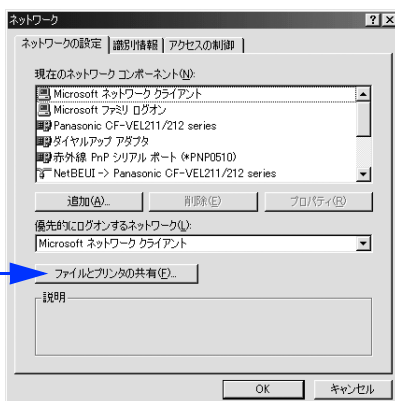 ネットワーク
ネットワークの設定 識別情報 アクセスの制御
現在のネットワーク コンポーネント(N):
Microsoft ネットワーク クライアント
Microsoft ファミリ ログオン
Panasonic CF-VEL211/212 series
ダイヤルアップ アダプタ
赤外線 PnP シリアル ポート (*PNP0510)
NetBEUI -> Panasonic CF-VEL211/212 series
追加(A)... 削除(E) プロパティ(R)
優先的にログオンするネットワーク(L):
Microsoft ネットワーク クライアント
ファイルとプリンタの共有(F)...
説明
OK キャンセル